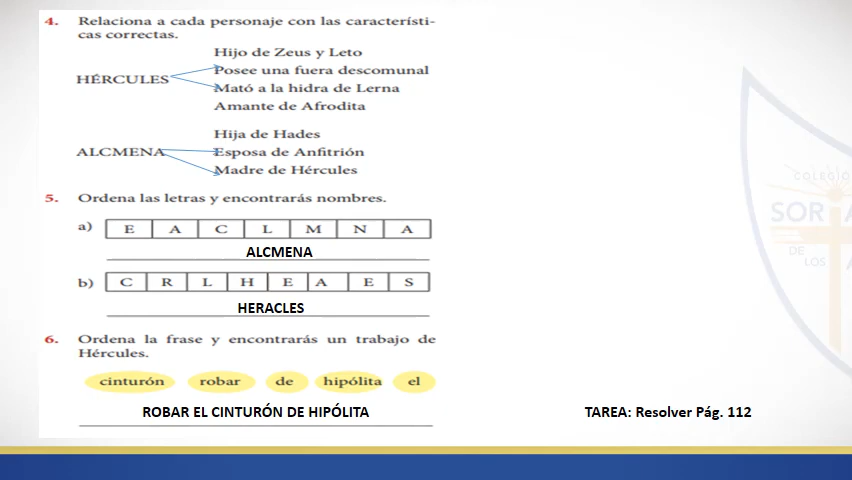 4. Relaciona a cada personaje con las característi-
cas correctas.
Hijo de Zeus y Leto
HÉRCULES
Posee una fuera descomunal
Mató a la hidra de Lerna
Amante de Afrodita
Hija de Hades
ALCMENA
Esposa de Anfitrión
Madre de Hércules
5. Ordena las letras y encontrarás nombres.
a) E A C L M N A
ALCMENA
b) C R L H E A E S
HERACLES
6. Ordena la frase y encontrarás un trabajo de
Hércules.
cinturón robar de hipólita el
ROBAR EL CINTURÓN DE HIPÓLITA
TAREA: Resolver Pág. 112
COLEGIO
DE
LOS